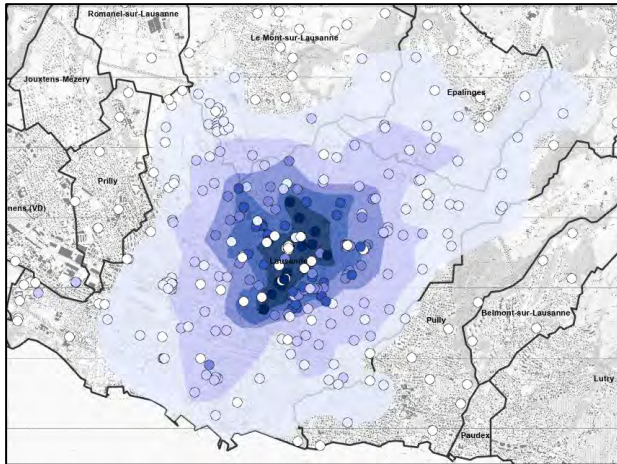 Romanel-sur-Lausanne
Le Mont-sur-Lausanne
Jouxtens-Mézery
Epalinges
Prilly
nens (VD)
Lausanne
Pully
Belmont-sur-Lausanne
Lutry
Paudex